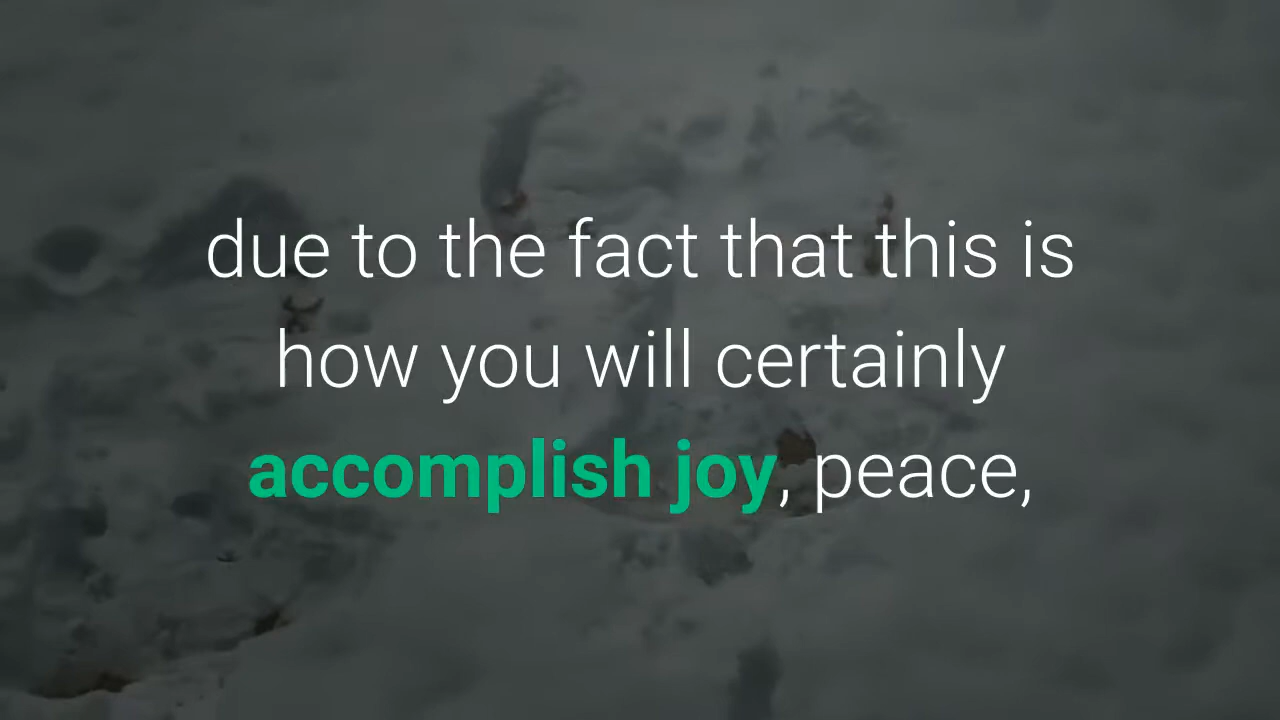 due to the fact that this is
how you will certainly
accomplish joy, peace,